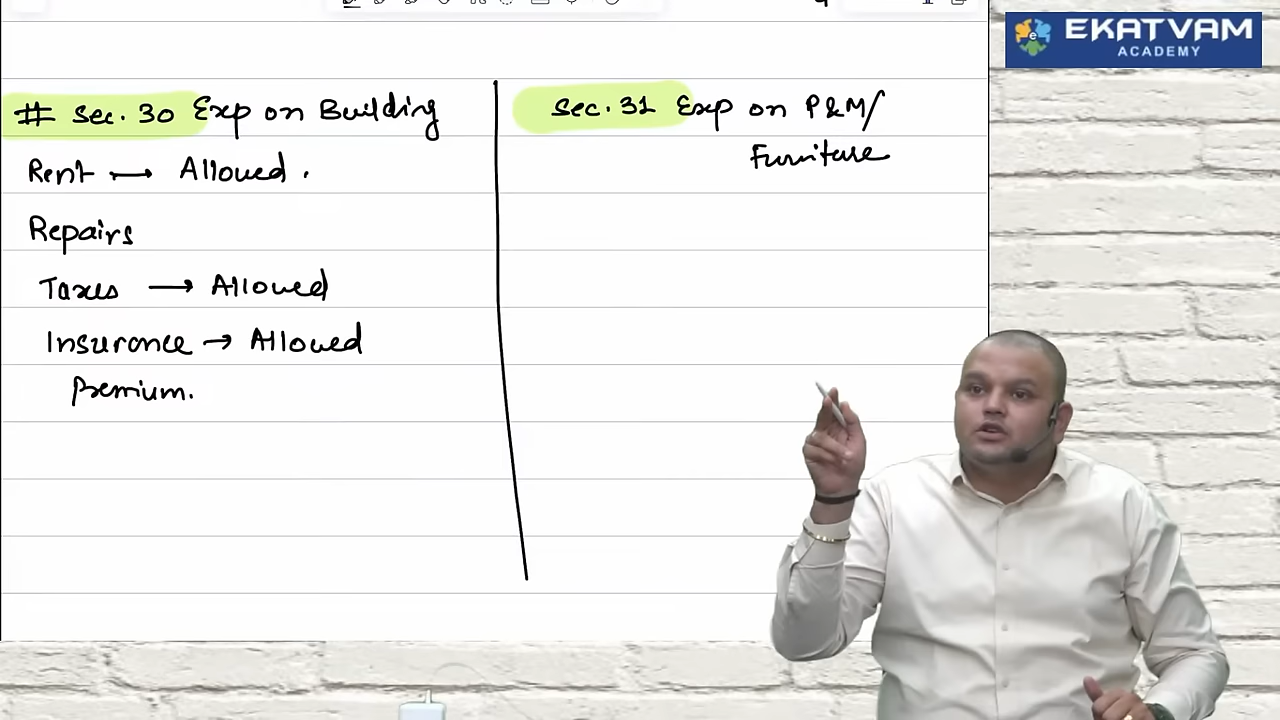 EKATVAM
ACADEMY
# Sec. 30 Exp on Building
Rent → Allowed.
Repairs
Taxes → Allowed
Insurance → Allowed
Premium.
Sec. 31 Exp on P&M/
Furniture